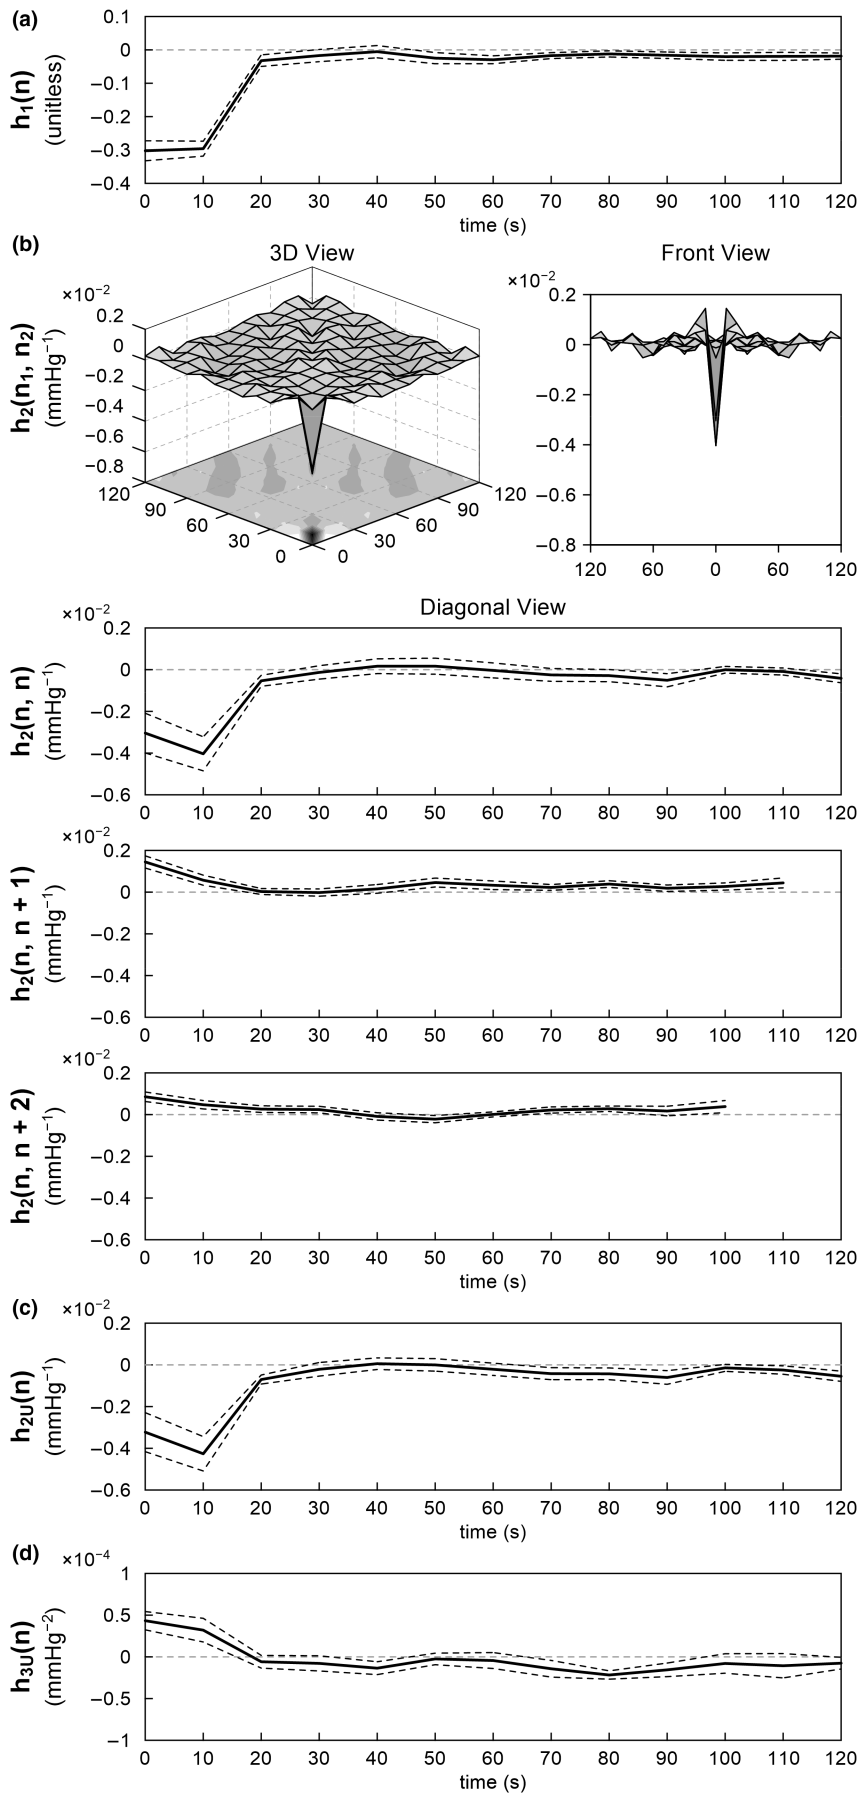 (a)
h1(n)
(unitless)
0.1
0
−0.1
−0.2
−0.3
−0.4
0 10 20 30 40 50 60 70 80 90 100 110 120
time (s)
(b)
3D View
Front View
×10−2
h2(n1, n2)
(mmHg−1)
0.2
0
−0.2
−0.4
−0.6
−0.8
120
90
60
30
0
0
30
60
90
120
×10−2
0.2
0
−0.2
−0.4
−0.6
−0.8
120 60 0 60 120
Diagonal View
×10−2
h2(n, n)
(mmHg−1)
0.2
0
−0.2
−0.4
−0.6
0 10 20 30 40 50 60 70 80 90 100 110 120
×10−2
h2(n, n + 1)
(mmHg−1)
0.2
0
−0.2
−0.4
−0.6
0 10 20 30 40 50 60 70 80 90 100 110 120
×10−2
h2(n, n + 2)
(mmHg−1)
0.2
0
−0.2
−0.4
−0.6
0 10 20 30 40 50 60 70 80 90 100 110 120
time (s)
(c)
×10−2
h2U(n)
(mmHg−1)
0.2
0
−0.2
−0.4
−0.6
0 10 20 30 40 50 60 70 80 90 100 110 120
time (s)
(d)
×10−4
h3U(n)
(mmHg−2)
1
0.5
0
−0.5
−1
0 10 20 30 40 50 60 70 80 90 100 110 120
time (s)